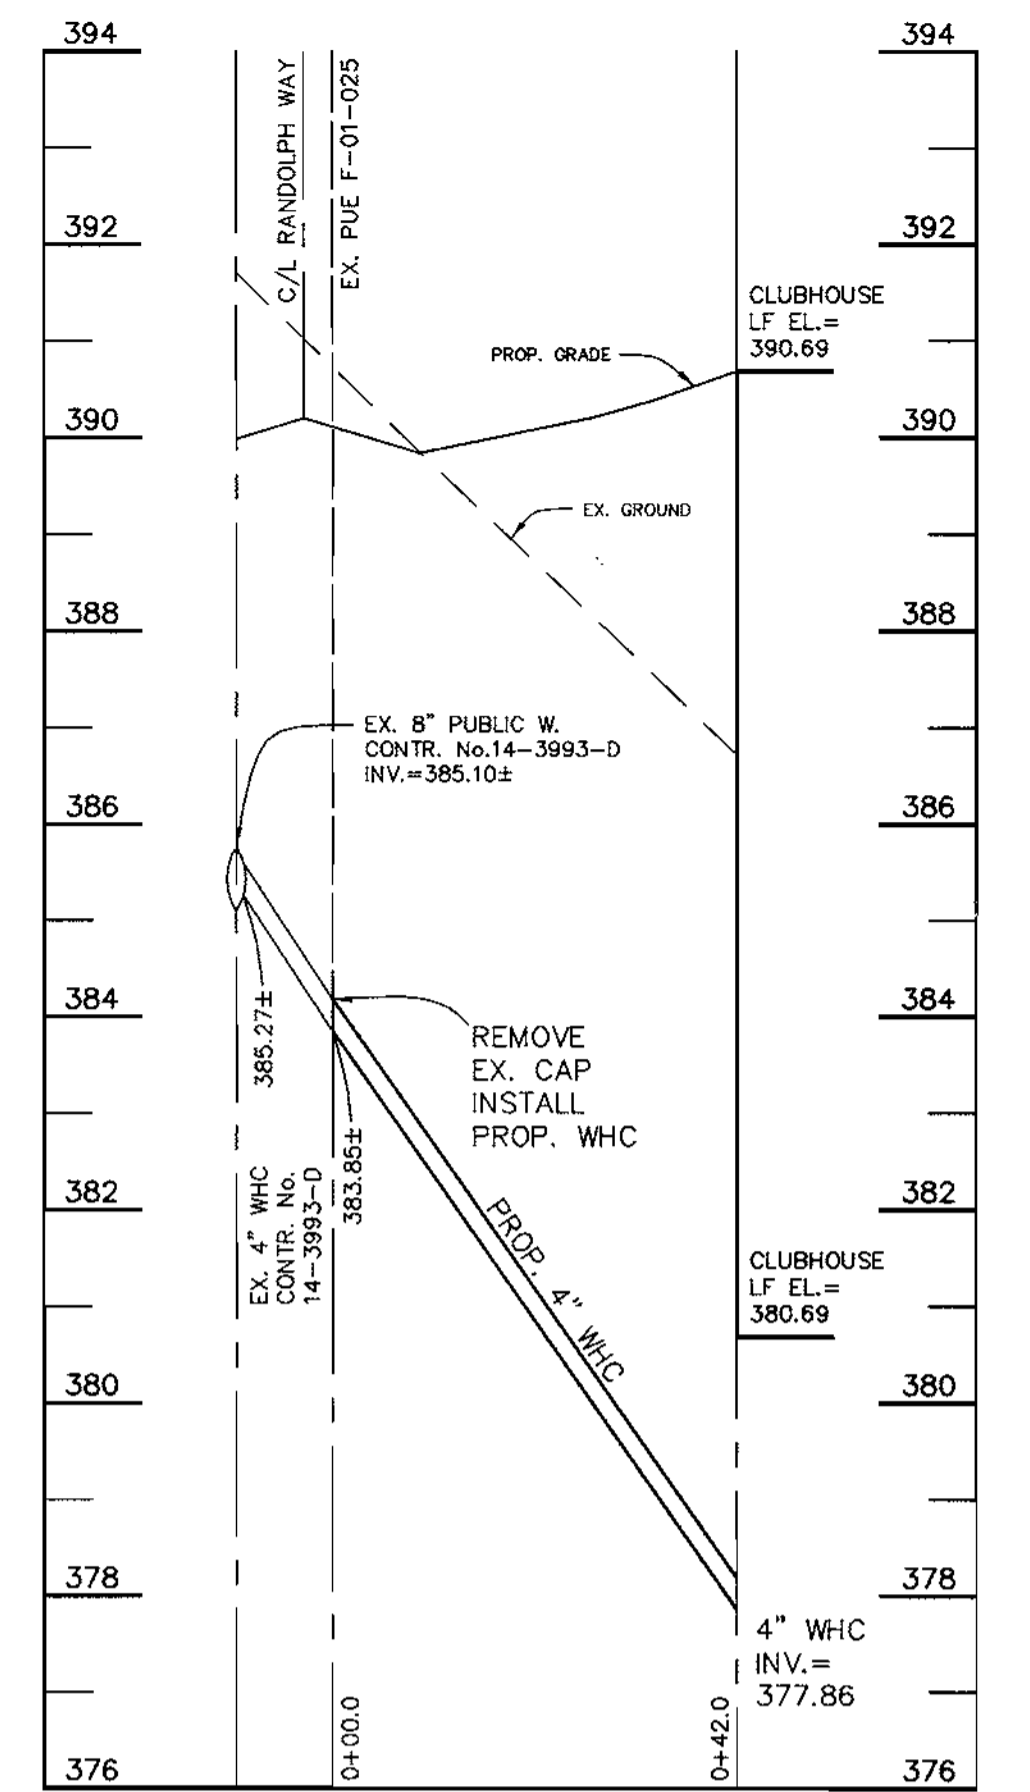 394
394
C/L RANDOLPH WAY
EX. PUE F-01-025
392
392
CLUBHOUSE
LF EL.=
390.69
PROP. GRADE
390
390
EX. GROUND
388
388
EX. 8" PUBLIC W.
CONTR. No.14-3993-D
INV.=385.10±
386
386
385.27±
384
384
REMOVE
EX. CAP
INSTALL
PROP. WHC
383.85±
EX. 4" WHC
CONTR. No.
14-3993-D
382
382
PROP. 4" WHC
CLUBHOUSE
LF EL.=
380.69
380
380
378
378
4" WHC
INV.=
377.86
0+00.0
0+42.0
376
376